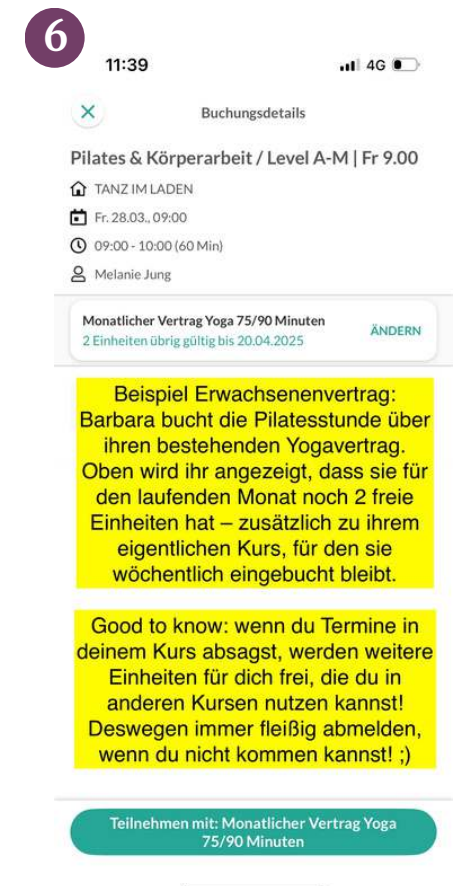 6
11:39
4G
Buchungsdetails
Pilates & Körperarbeit / Level A-M | Fr 9.00
TANZ IM LADEN
Fr. 28.03., 09:00
09:00 - 10:00 (60 Min)
Melanie Jung
Monatlicher Vertrag Yoga 75/90 Minuten
2 Einheiten übrig gültig bis 20.04.2025
ÄNDERN
Beispiel Erwachsenenvertrag:
Barbara bucht die Pilatesstunde über
ihren bestehenden Yogavertrag.
Oben wird ihr angezeigt, dass sie für
den laufenden Monat noch 2 freie
Einheiten hat – zusätzlich zu ihrem
eigentlichen Kurs, für den sie
wöchentlich eingebucht bleibt.
Good to know: wenn du Termine in
deinem Kurs absagst, werden weitere
Einheiten für dich frei, die du in
anderen Kursen nutzen kannst!
Deswegen immer fleißig abmelden,
wenn du nicht kommen kannst! ;)
Teilnehmen mit: Monatlicher Vertrag Yoga
75/90 Minuten